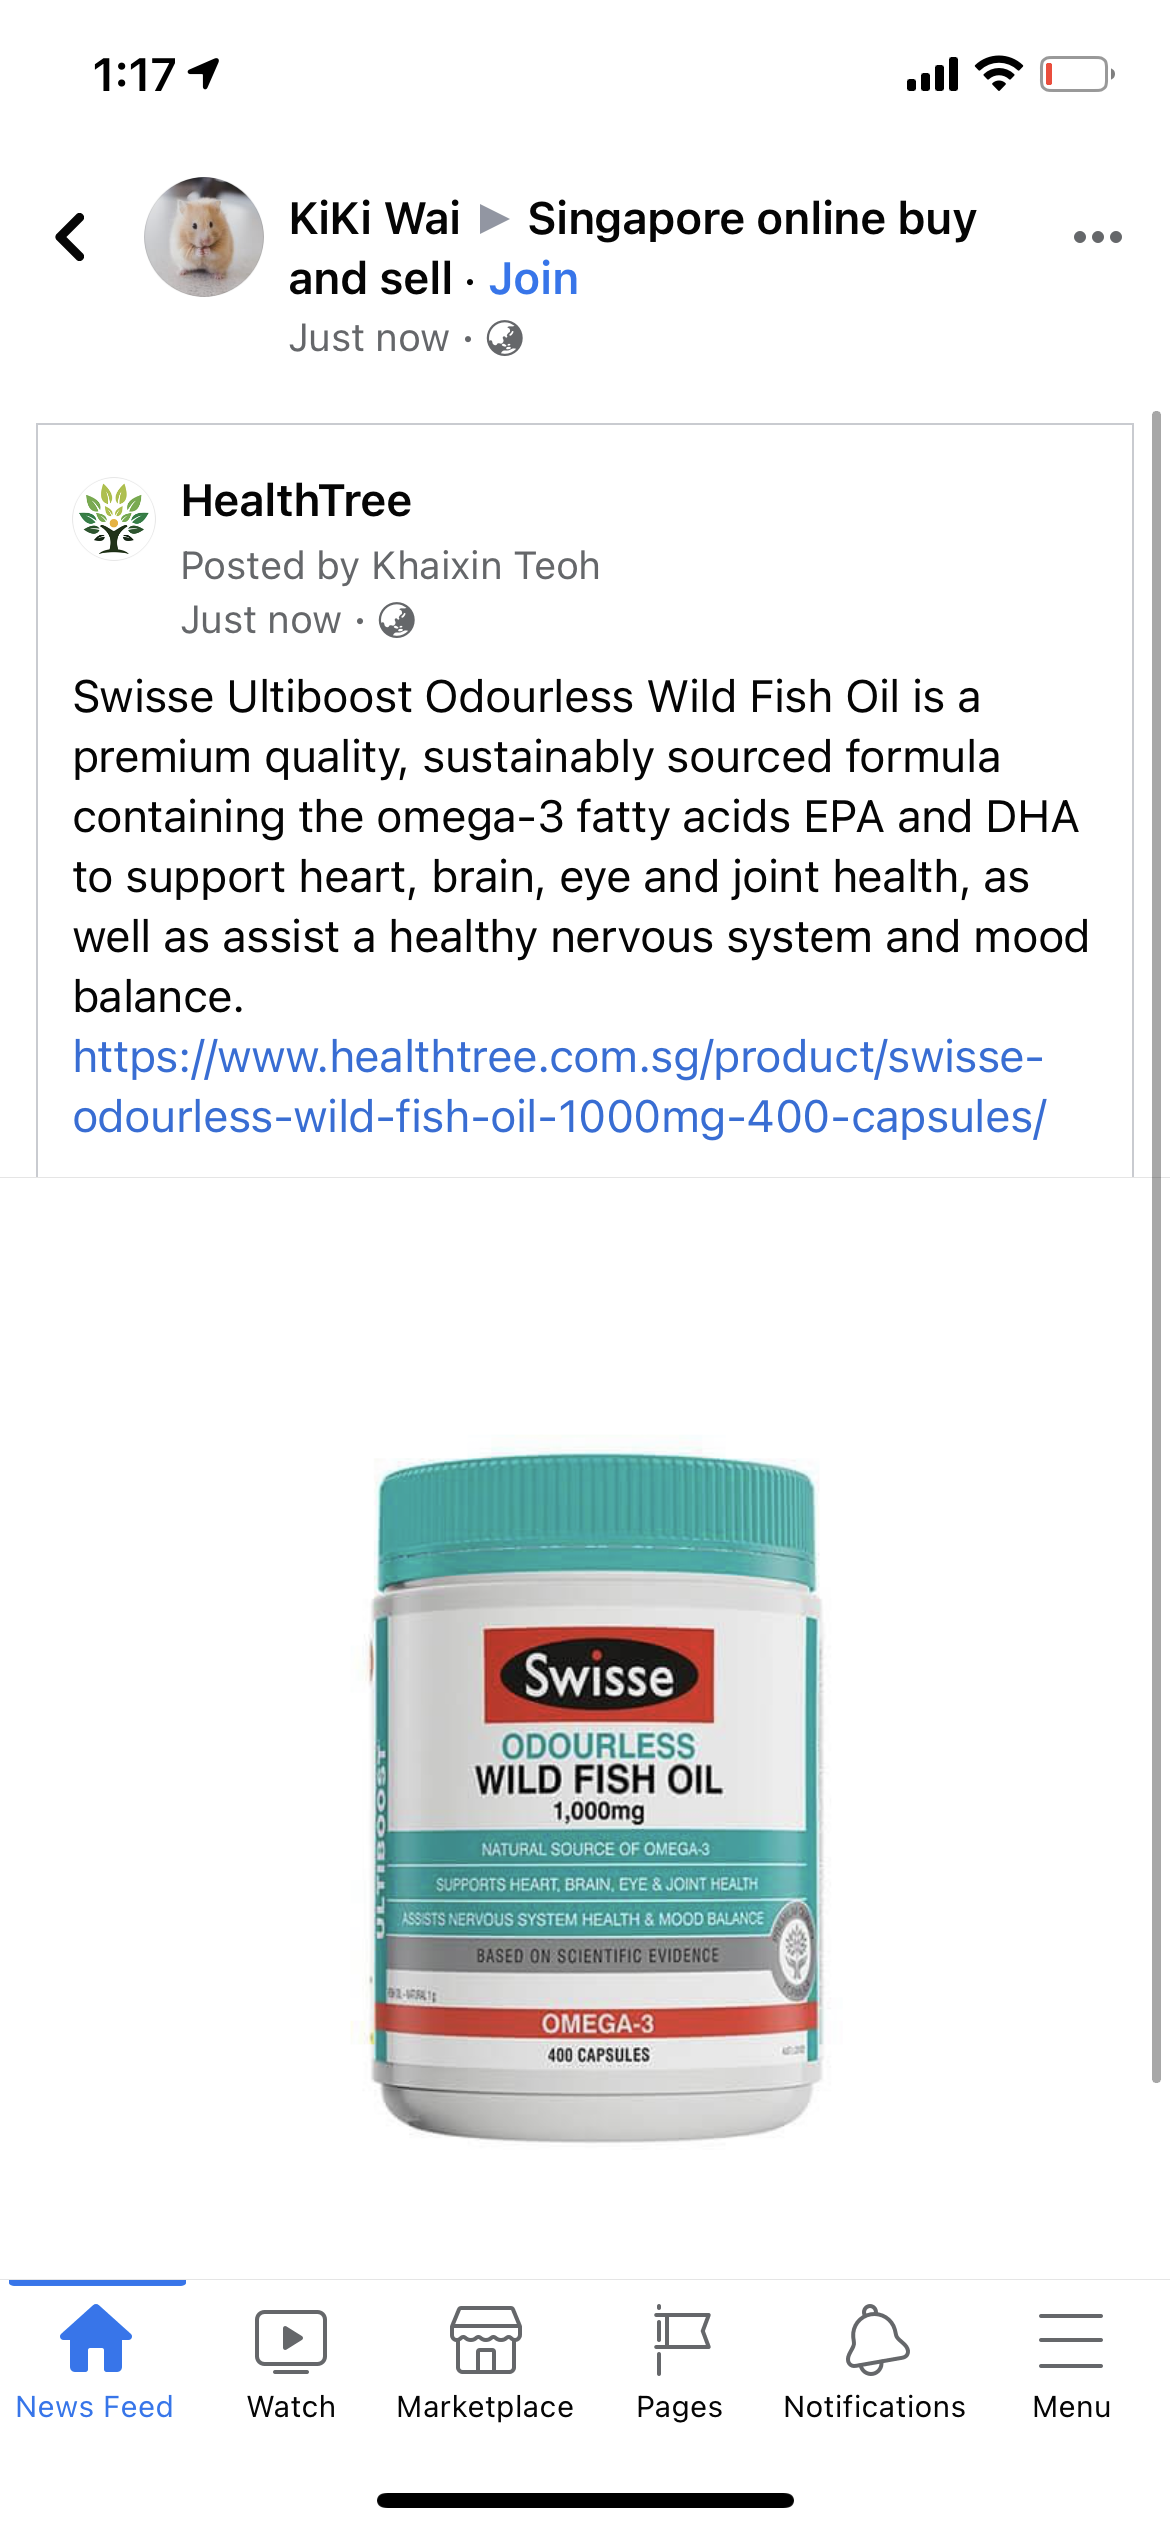 1:17
KiKi Wai ▶ Singapore online buy
and sell · Join
Just now ·
HealthTree
Posted by Khaixin Teoh
Just now ·
Swisse Ultiboost Odourless Wild Fish Oil is a
premium quality, sustainably sourced formula
containing the omega-3 fatty acids EPA and DHA
to support heart, brain, eye and joint health, as
well as assist a healthy nervous system and mood
balance.
https://www.healthtree.com.sg/product/swisse-
odourless-wild-fish-oil-1000mg-400-capsules/
Swisse
ODOURLESS
WILD FISH OIL
1,000mg
NATURAL SOURCE OF OMEGA-3
SUPPORTS HEART, BRAIN, EYE & JOINT HEALTH
ASSISTS NERVOUS SYSTEM HEALTH & MOOD BALANCE
BASED ON SCIENTIFIC EVIDENCE
ULTIBOOST
OMEGA-3
400 CAPSULES
News Feed
Watch
Marketplace
Pages
Notifications
Menu